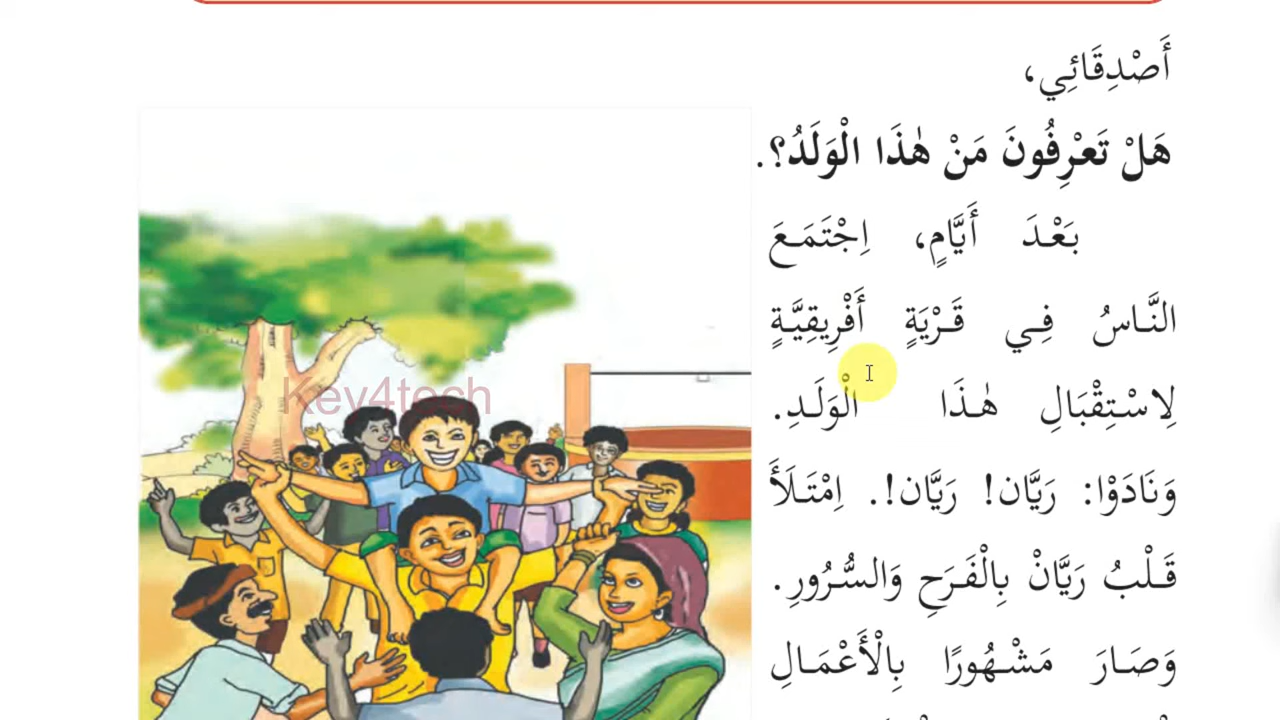 أَصْدِقَائِي،
هَلْ تَعْرِفُونَ مَنْ هٰذَا الْوَلَدُ؟.
بَعْدَ أَيَّامٍ، اِجْتَمَعَ
النَّاسُ فِي قَرْيَةٍ أَفْرِيقِيَّةٍ
لِاسْتِقْبَالِ هٰذَا الْوَلَدِ.
وَنَادَوْا: رَيَّان! رَيَّان!. اِمْتَلَأَ
قَلْبُ رَيَّانْ بِالْفَرَحِ وَالسُّرُورِ.
وَصَارَ مَشْهُورًا بِالْأَعْمَالِ
Key4tech